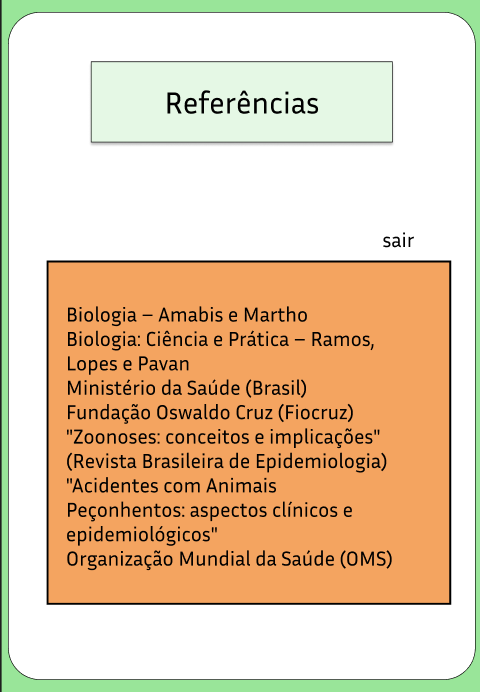 Referências
sair
Biologia – Amabis e Martho
Biologia: Ciência e Prática – Ramos,
Lopes e Pavan
Ministério da Saúde (Brasil)
Fundação Oswaldo Cruz (Fiocruz)
"Zoonoses: conceitos e implicações"
(Revista Brasileira de Epidemiologia)
"Acidentes com Animais
Peçonhentos: aspectos clínicos e
epidemiológicos"
Organização Mundial da Saúde (OMS)